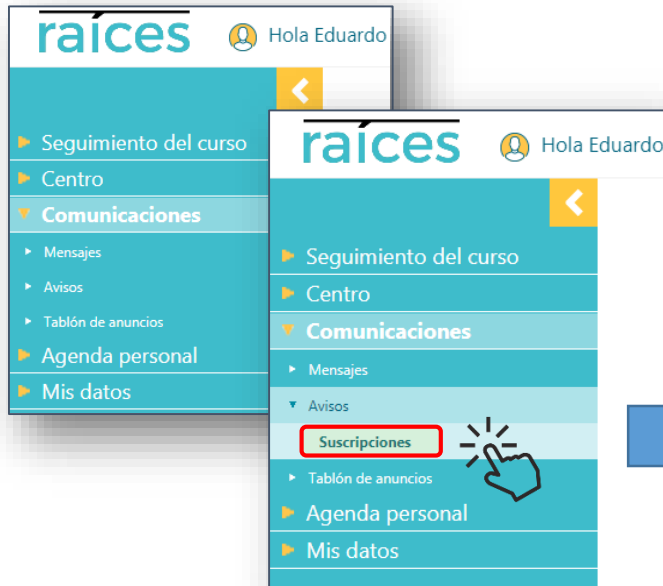 raíces Hola Eduardo
Seguimiento del curso
Centro
Comunicaciones
Mensajes
Avisos
Tablón de anuncios
Agenda personal
Mis datos
raíces Hola Eduardo
Seguimiento del curso
Centro
Comunicaciones
Mensajes
Avisos
Suscripciones
Tablón de anuncios
Agenda personal
Mis datos